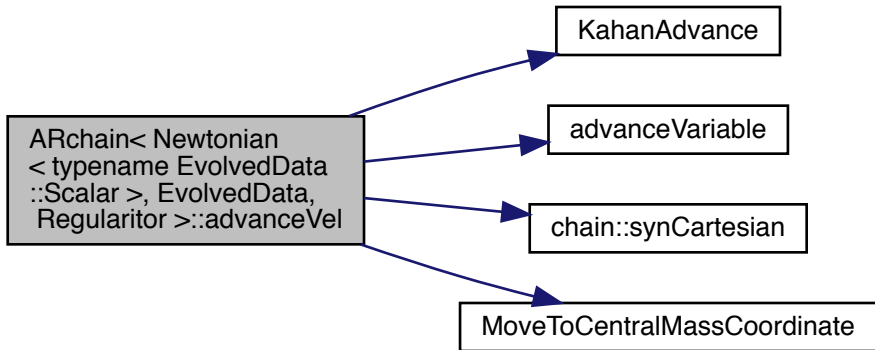 ARchain< Newtonian
< typename EvolvedData
::Scalar >, EvolvedData,
Regularitor >::advanceVel
KahanAdvance
advanceVariable
chain::synCartesian
MoveToCentralMassCoordinate